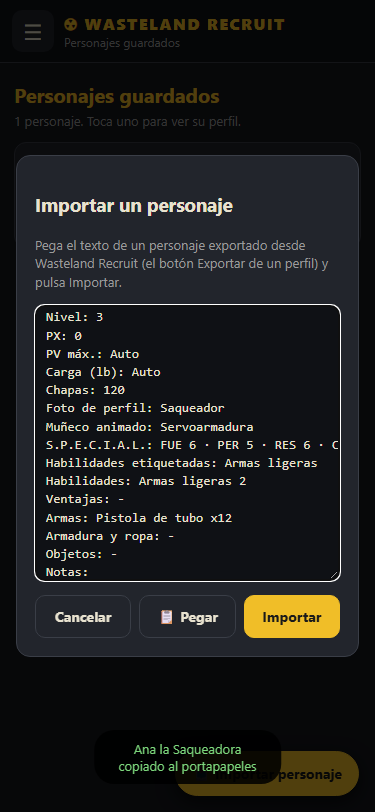 WASTELAND RECRUIT
Personajes guardados
Personajes guardados
1 personaje. Toca uno para ver su perfil.
Importar un personaje
Pega el texto de un personaje exportado desde
Wasteland Recruit (el botón Exportar de un perfil) y
pulsa Importar.
Nivel: 3
PX: 0
PV máx.: Auto
Carga (lb): Auto
Chapas: 120
Foto de perfil: Saqueador
Muñeco animado: Servoarmadura
S.P.E.C.I.A.L.: FUE 6 · PER 5 · RES 6 · C
Habilidades etiquetadas: Armas ligeras
Habilidades: Armas ligeras 2
Ventajas: -
Armas: Pistola de tubo x12
Armadura y ropa: -
Objetos: -
Notas:
Cancelar
Pegar
Importar
Ana la Saqueadora
copiado al portapapeles
personaje